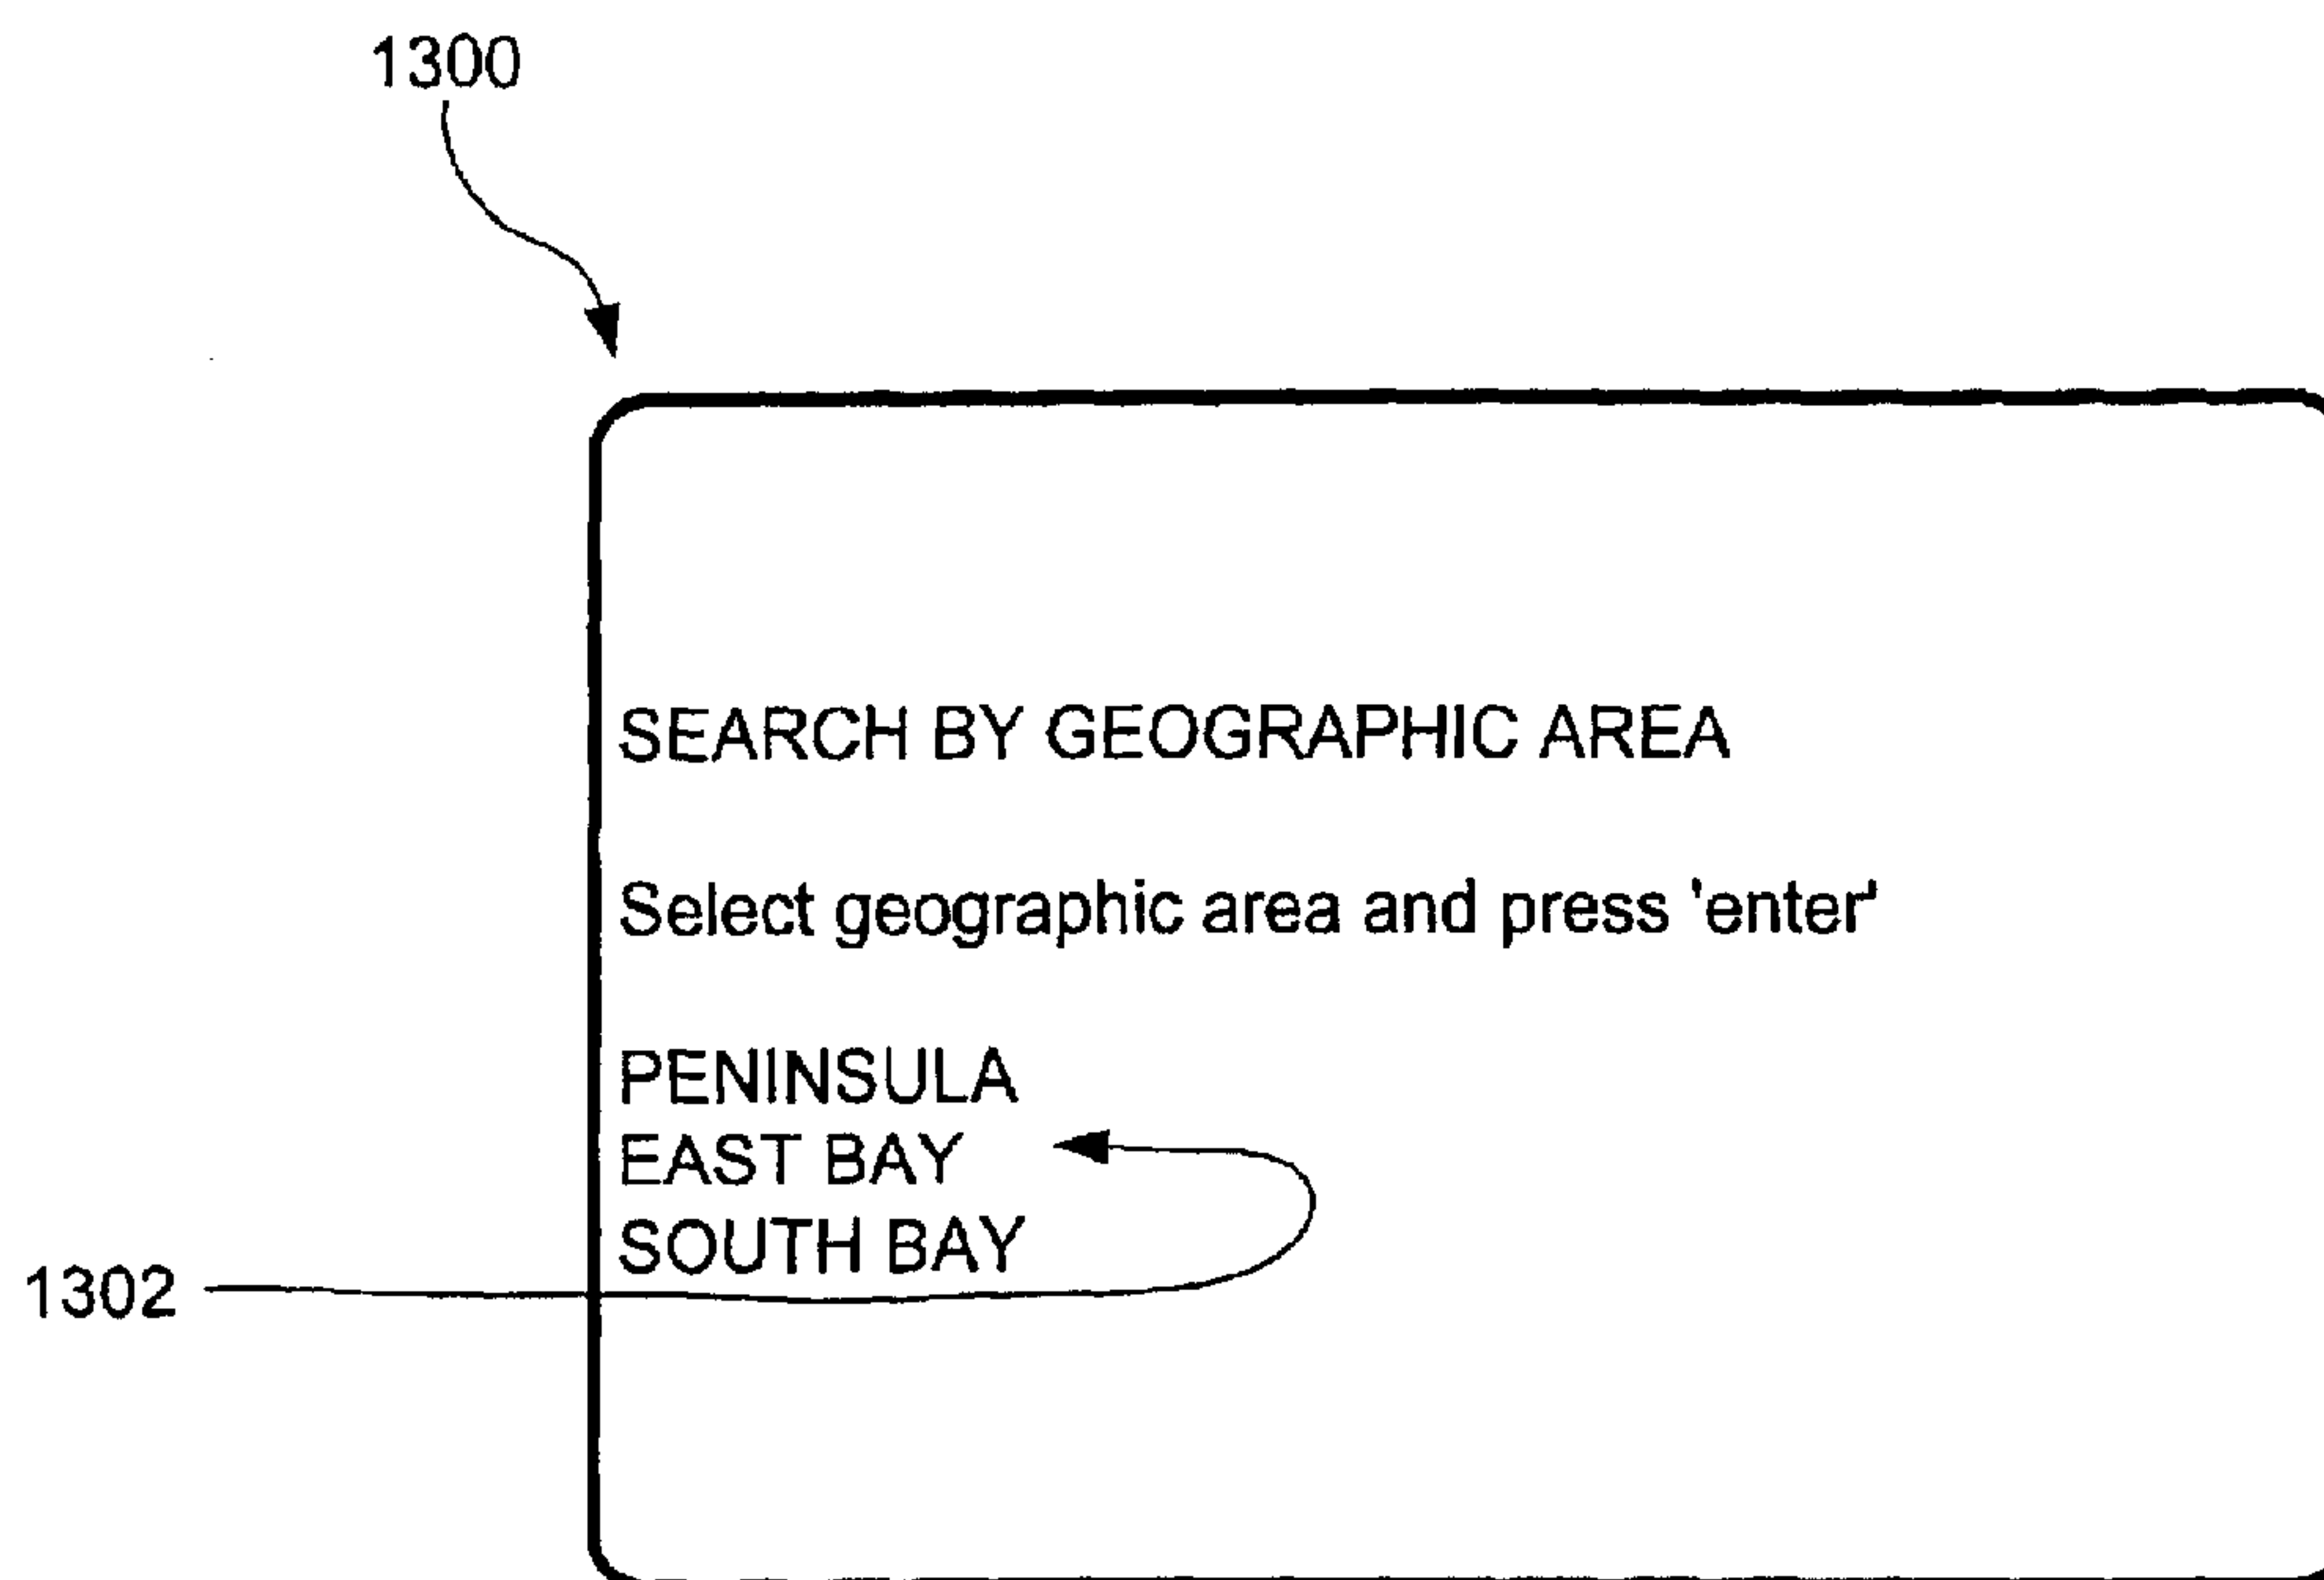 1300
SEARCH BY GEOGRAPHIC AREA
Select geographic area and press 'enter'
PENINSULA
EAST BAY
SOUTH BAY
1302